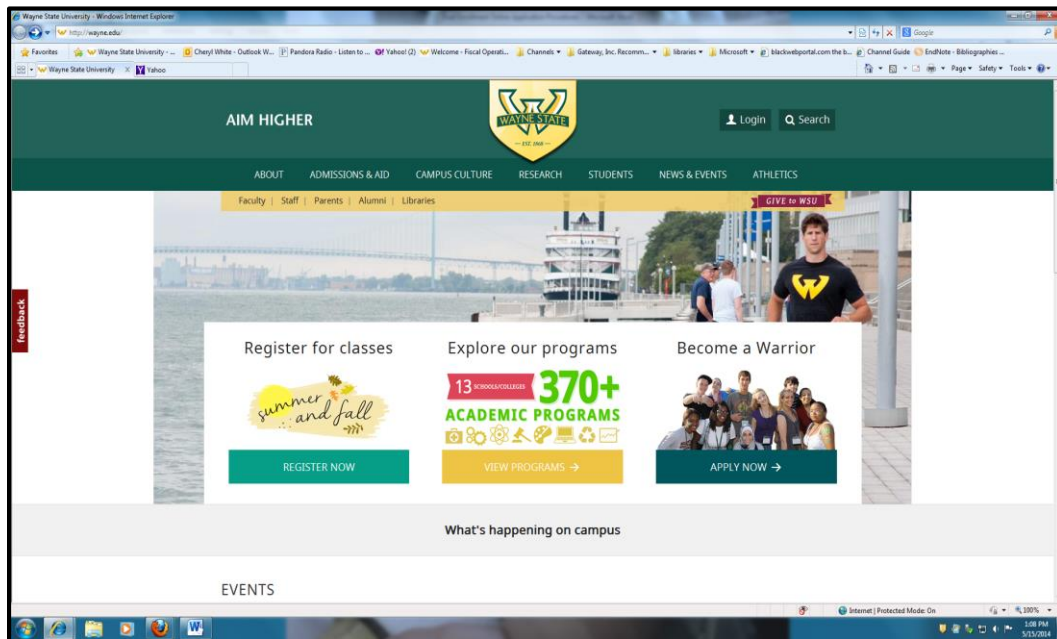 Wayne State University - Windows Internet Explorer
http://wayne.edu/
Google
Favorites Wayne State University - ... Cheryl White - Outlook W... Pandora Radio - Listen to ... Yahoo! (2) Welcome - Fiscal Operati... Channels Gateway, Inc. Recomm... libraries Microsoft blackwebportal.com the b... Channel Guide EndNote - Bibliographies ...
Wayne State University Yahoo Page Safety Tools
AIM HIGHER
WAYNE STATE
EST. 1868
Login Search
ABOUT ADMISSIONS & AID CAMPUS CULTURE RESEARCH STUDENTS NEWS & EVENTS ATHLETICS
Faculty | Staff | Parents | Alumni | Libraries
GIVE to WSU
feedback
Register for classes Explore our programs Become a Warrior
summer
and fall
13 SCHOOLS/COLLEGES 370+
ACADEMIC PROGRAMS
REGISTER NOW VIEW PROGRAMS → APPLY NOW →
What's happening on campus
EVENTS
Internet | Protected Mode: On 100%
1:08 PM
5/15/2014